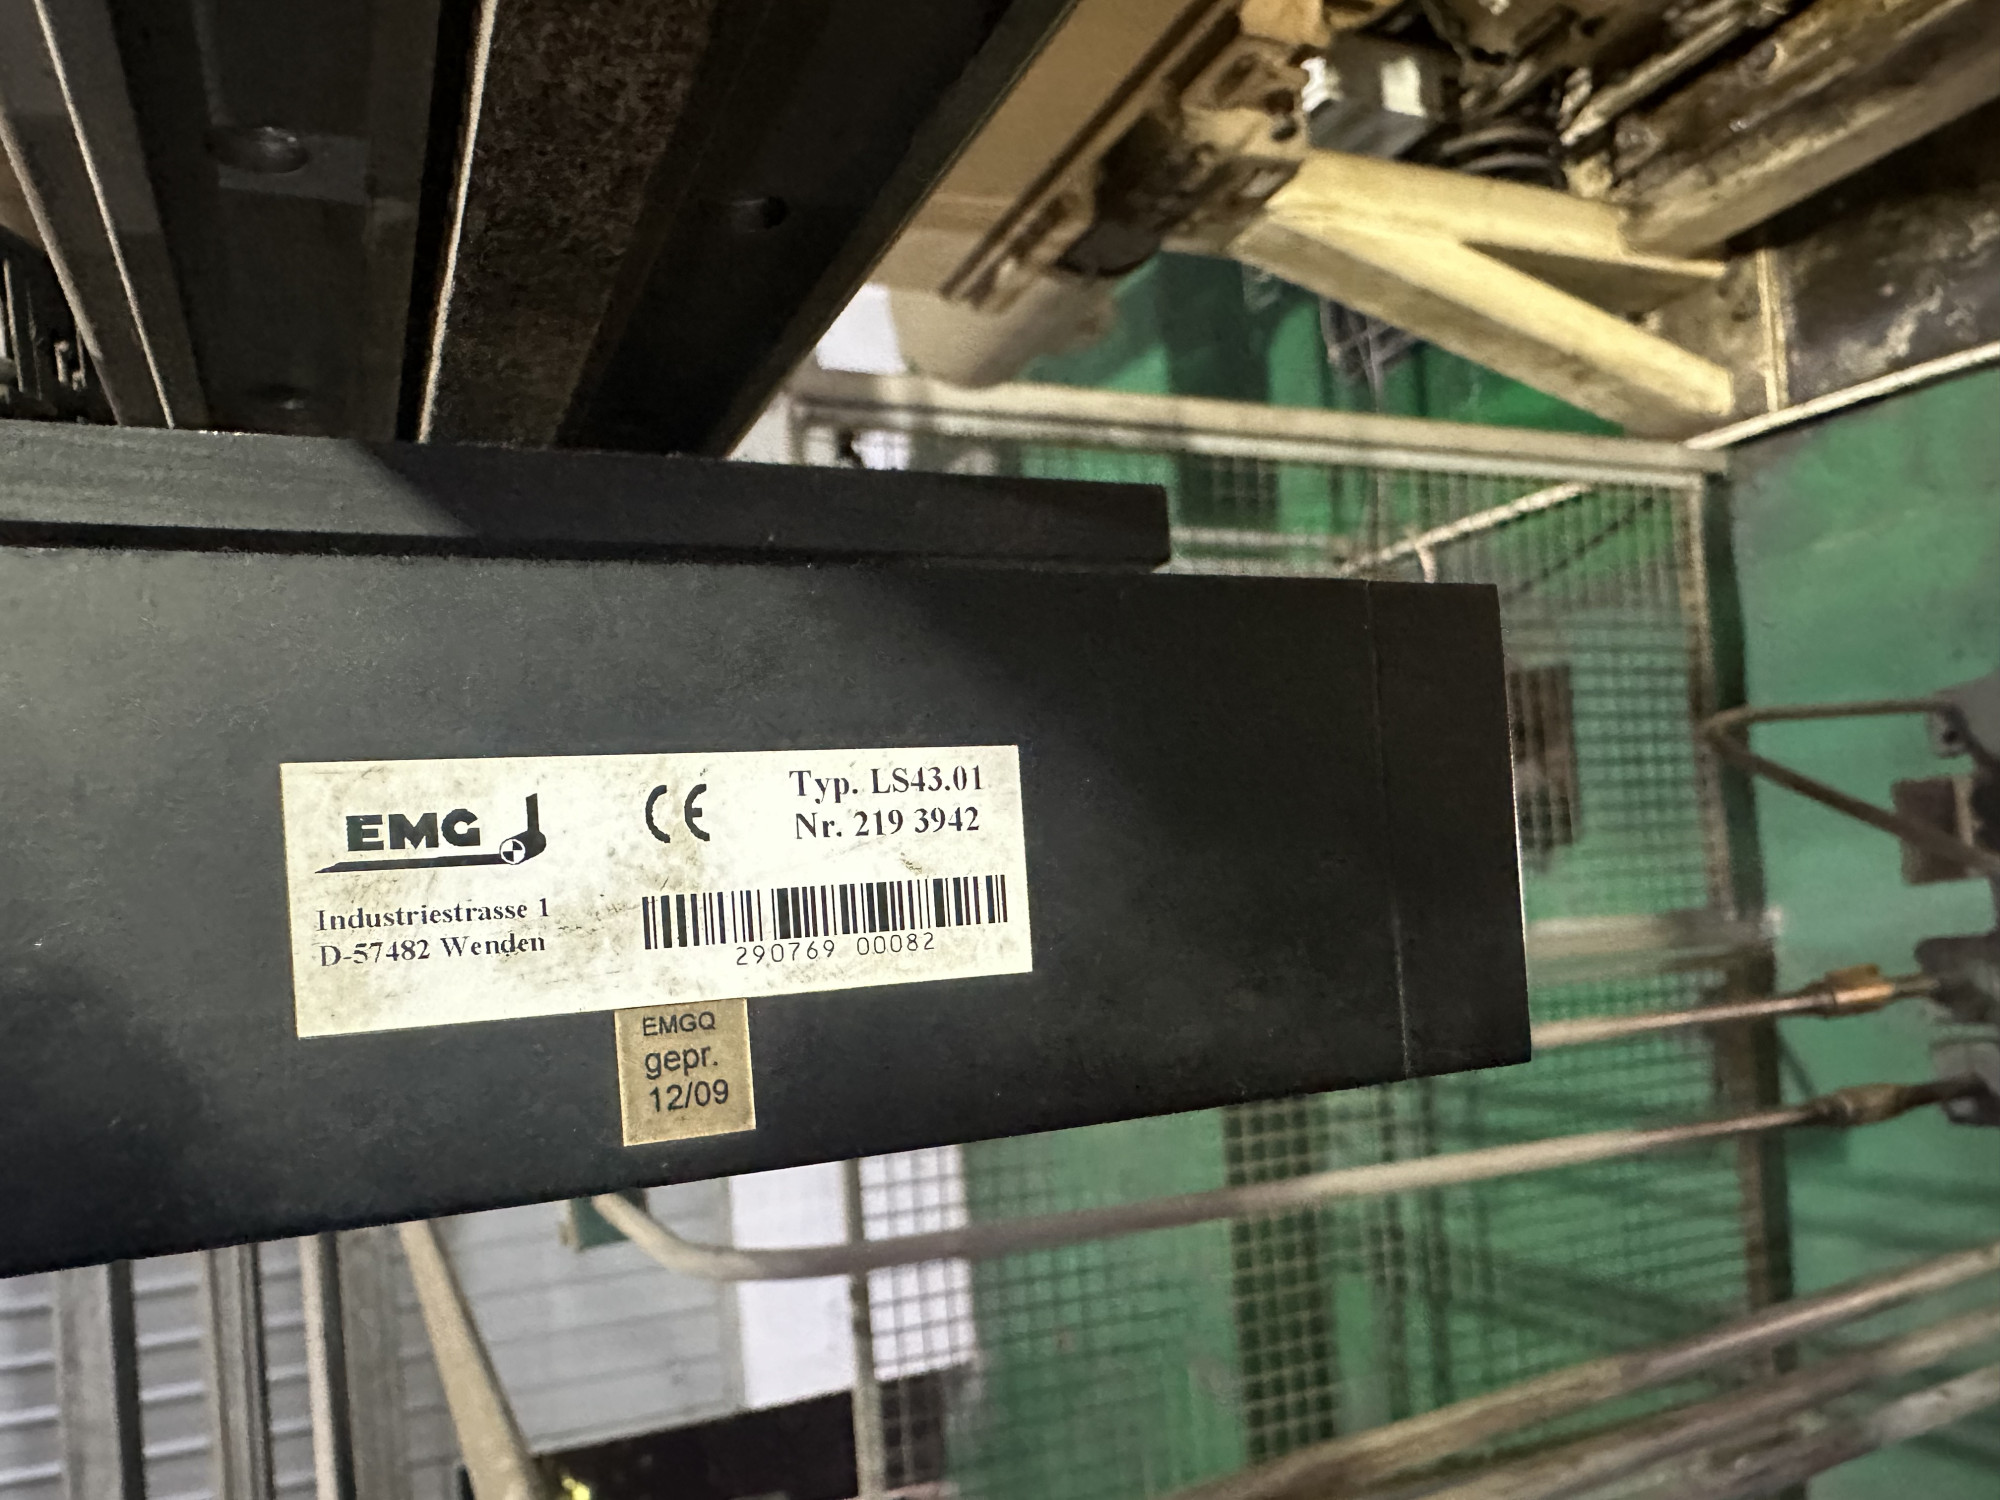 EMG
CE
Typ. LS43.01
Nr. 219 3942
Industriestrasse 1
D-57482 Wenden
290769 00082
EMGQ
gepr.
12/09